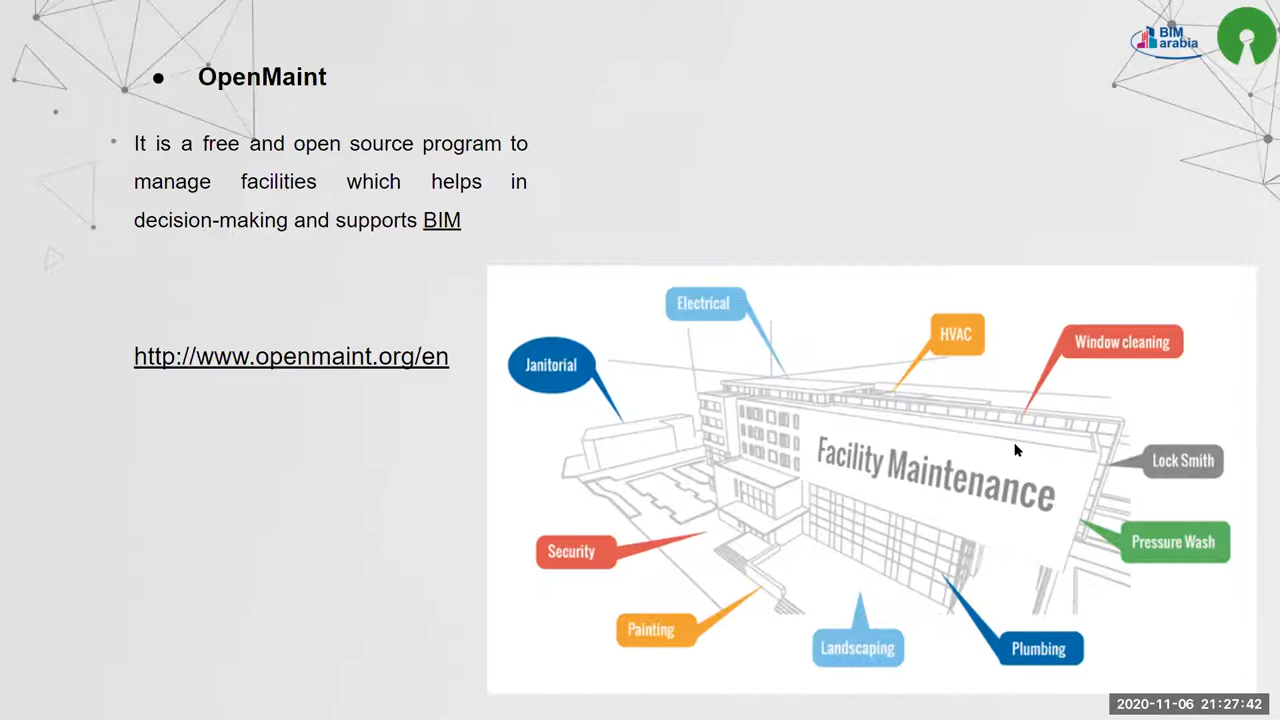 BIM
arabia
OpenMaint
It is a free and open source program to
manage facilities which helps in
decision-making and supports BIM
http://www.openmaint.org/en
Electrical
HVAC
Window cleaning
Janitorial
Facility Maintenance
Lock Smith
Pressure Wash
Security
Painting
Landscaping
Plumbing
2020-11-06 21:27:42